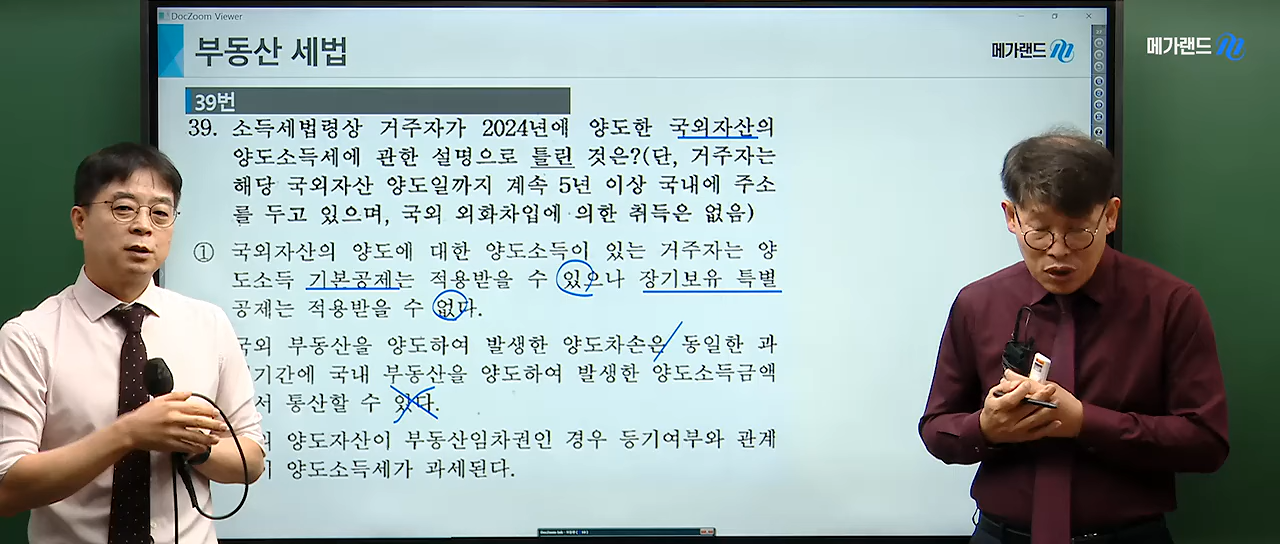 DocZoom Viewer
부동산 세법
메가랜드
메가랜드
39번
39. 소득세법령상 거주자가 2024년에 양도한 국외자산의
양도소득세에 관한 설명으로 틀린 것은?(단, 거주자는
해당 국외자산 양도일까지 계속 5년 이상 국내에 주소
를 두고 있으며, 국외 외화차입에 의한 취득은 없음)
① 국외자산의 양도에 대한 양도소득이 있는 거주자는 양
도소득 기본공제는 적용받을 수 있으나 장기보유 특별
공제는 적용받을 수 없다.
국외 부동산을 양도하여 발생한 양도차손은 동일한 과
기간에 국내 부동산을 양도하여 발생한 양도소득금액
서 통산할 수 있다.
양도자산이 부동산임차권인 경우 등기여부와 관계
이 양도소득세가 과세된다.